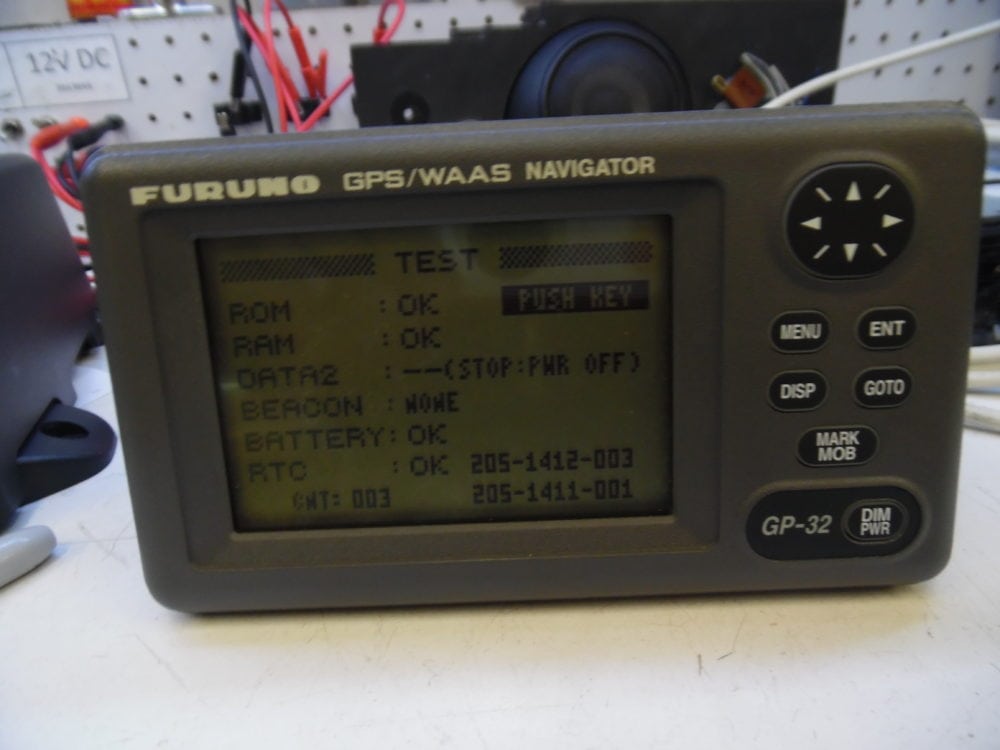 12V DC
FURUNO GPS/WAAS NAVIGATOR
TEST
PUSH KEY
ROM : OK
RAM : OK
DATA2 : --(STOP:PWR OFF)
BEACON : NONE
BATTERY: OK
RTC : OK 205-1412-003
CNT: 003 205-1411-001
MENU ENT
DISP GOTO
MARK
MOB
GP-32
DIM
PWR